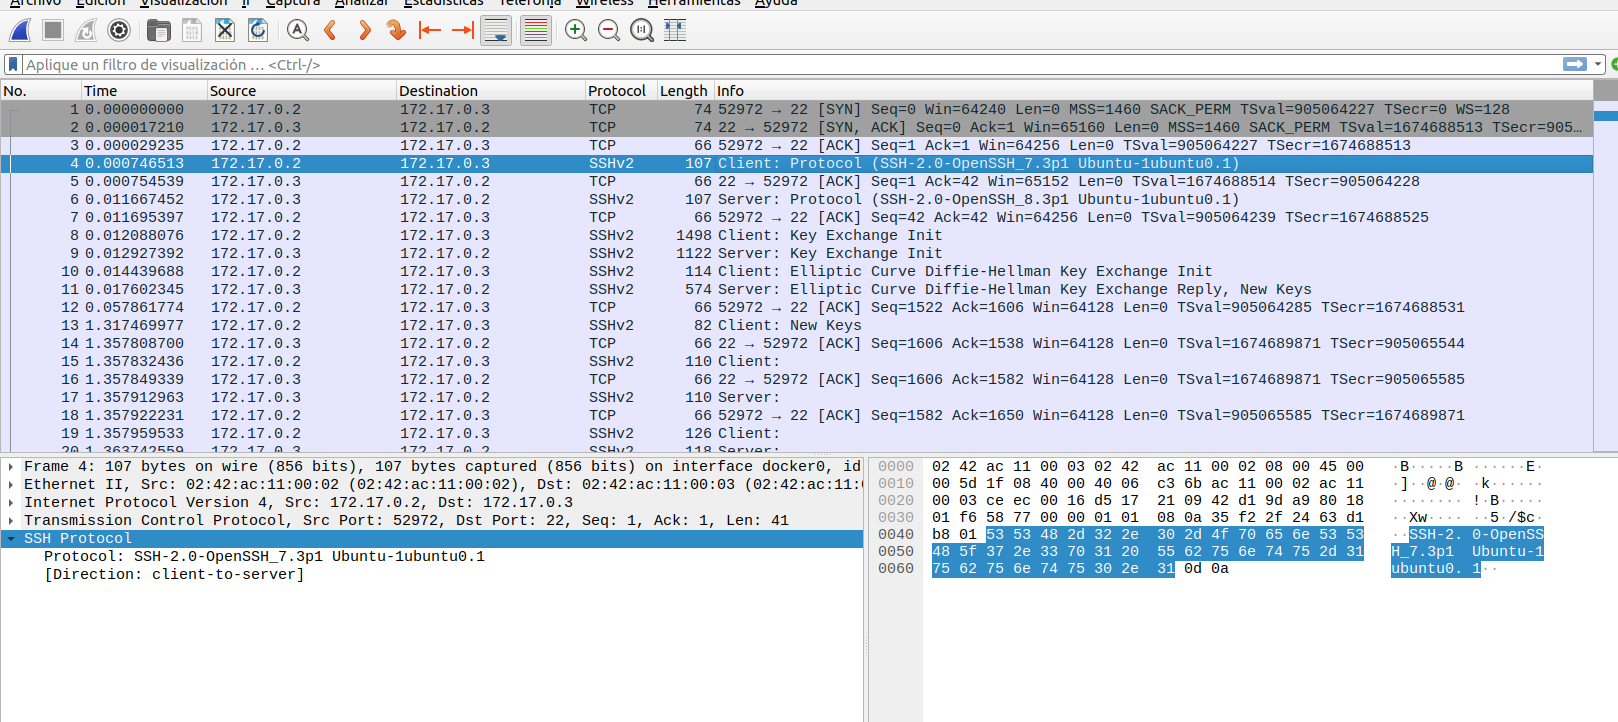 Archivo Edición Visualización Ir Captura Analizar Estadísticas Telefonía Wireless Herramientas Ayuda
Aplique un filtro de visualización … <Ctrl-/>
No. Time Source Destination Protocol Length Info
1 0.000000000 172.17.0.2 172.17.0.3 TCP 74 52972 → 22 [SYN] Seq=0 Win=64240 Len=0 MSS=1460 SACK_PERM TSval=905064227 TSecr=0 WS=128
2 0.000017210 172.17.0.3 172.17.0.2 TCP 74 22 → 52972 [SYN, ACK] Seq=0 Ack=1 Win=65160 Len=0 MSS=1460 SACK_PERM TSval=1674688513 TSecr=905…
3 0.000029235 172.17.0.2 172.17.0.3 TCP 66 52972 → 22 [ACK] Seq=1 Ack=1 Win=64256 Len=0 TSval=905064227 TSecr=1674688513
4 0.000746513 172.17.0.2 172.17.0.3 SSHv2 107 Client: Protocol (SSH-2.0-OpenSSH_7.3p1 Ubuntu-1ubuntu0.1)
5 0.000754539 172.17.0.3 172.17.0.2 TCP 66 22 → 52972 [ACK] Seq=1 Ack=42 Win=65152 Len=0 TSval=1674688514 TSecr=905064228
6 0.011667452 172.17.0.3 172.17.0.2 SSHv2 107 Server: Protocol (SSH-2.0-OpenSSH_8.3p1 Ubuntu-1ubuntu0.1)
7 0.011695397 172.17.0.2 172.17.0.3 TCP 66 52972 → 22 [ACK] Seq=42 Ack=42 Win=64256 Len=0 TSval=905064239 TSecr=1674688525
8 0.012088076 172.17.0.2 172.17.0.3 SSHv2 1498 Client: Key Exchange Init
9 0.012927392 172.17.0.3 172.17.0.2 SSHv2 1122 Server: Key Exchange Init
10 0.014439688 172.17.0.2 172.17.0.3 SSHv2 114 Client: Elliptic Curve Diffie-Hellman Key Exchange Init
11 0.017602345 172.17.0.3 172.17.0.2 SSHv2 574 Server: Elliptic Curve Diffie-Hellman Key Exchange Reply, New Keys
12 0.057861774 172.17.0.2 172.17.0.3 TCP 66 52972 → 22 [ACK] Seq=1522 Ack=1606 Win=64128 Len=0 TSval=905064285 TSecr=1674688531
13 1.317469977 172.17.0.2 172.17.0.3 SSHv2 82 Client: New Keys
14 1.357808700 172.17.0.3 172.17.0.2 TCP 66 22 → 52972 [ACK] Seq=1606 Ack=1538 Win=64128 Len=0 TSval=1674689871 TSecr=905065544
15 1.357832436 172.17.0.2 172.17.0.3 SSHv2 110 Client:
16 1.357849339 172.17.0.3 172.17.0.2 TCP 66 22 → 52972 [ACK] Seq=1606 Ack=1582 Win=64128 Len=0 TSval=1674689871 TSecr=905065585
17 1.357912963 172.17.0.3 172.17.0.2 SSHv2 110 Server:
18 1.357922231 172.17.0.2 172.17.0.3 TCP 66 52972 → 22 [ACK] Seq=1582 Ack=1650 Win=64128 Len=0 TSval=905065585 TSecr=1674689871
19 1.357959533 172.17.0.2 172.17.0.3 SSHv2 126 Client:
20 1.363742559 172.17.0.3 172.17.0.2 SSHv2 118 Server:
Frame 4: 107 bytes on wire (856 bits), 107 bytes captured (856 bits) on interface docker0, id
Ethernet II, Src: 02:42:ac:11:00:02 (02:42:ac:11:00:02), Dst: 02:42:ac:11:00:03 (02:42:ac:11:
Internet Protocol Version 4, Src: 172.17.0.2, Dst: 172.17.0.3
Transmission Control Protocol, Src Port: 52972, Dst Port: 22, Seq: 1, Ack: 1, Len: 41
SSH Protocol
Protocol: SSH-2.0-OpenSSH_7.3p1 Ubuntu-1ubuntu0.1
[Direction: client-to-server]
0000 02 42 ac 11 00 03 02 42 ac 11 00 02 08 00 45 00 ·B·····B ······E·
0010 00 5d 1f 08 40 00 40 06 c3 6b ac 11 00 02 ac 11 ·]··@·@· ·k······
0020 00 03 ce ec 00 16 d5 17 21 09 42 d1 9d a9 80 18 ········ !·B·····
0030 01 f6 58 77 00 00 01 01 08 0a 35 f2 2f 24 63 d1 ··Xw···· ··5·/$c·
0040 b8 01 53 53 48 2d 32 2e 30 2d 4f 70 65 6e 53 53 ··SSH-2. 0-OpenSS
0050 48 5f 37 2e 33 70 31 20 55 62 75 6e 74 75 2d 31 H_7.3p1 Ubuntu-1
0060 75 62 75 6e 74 75 30 2e 31 0d 0a ubuntu0. 1··